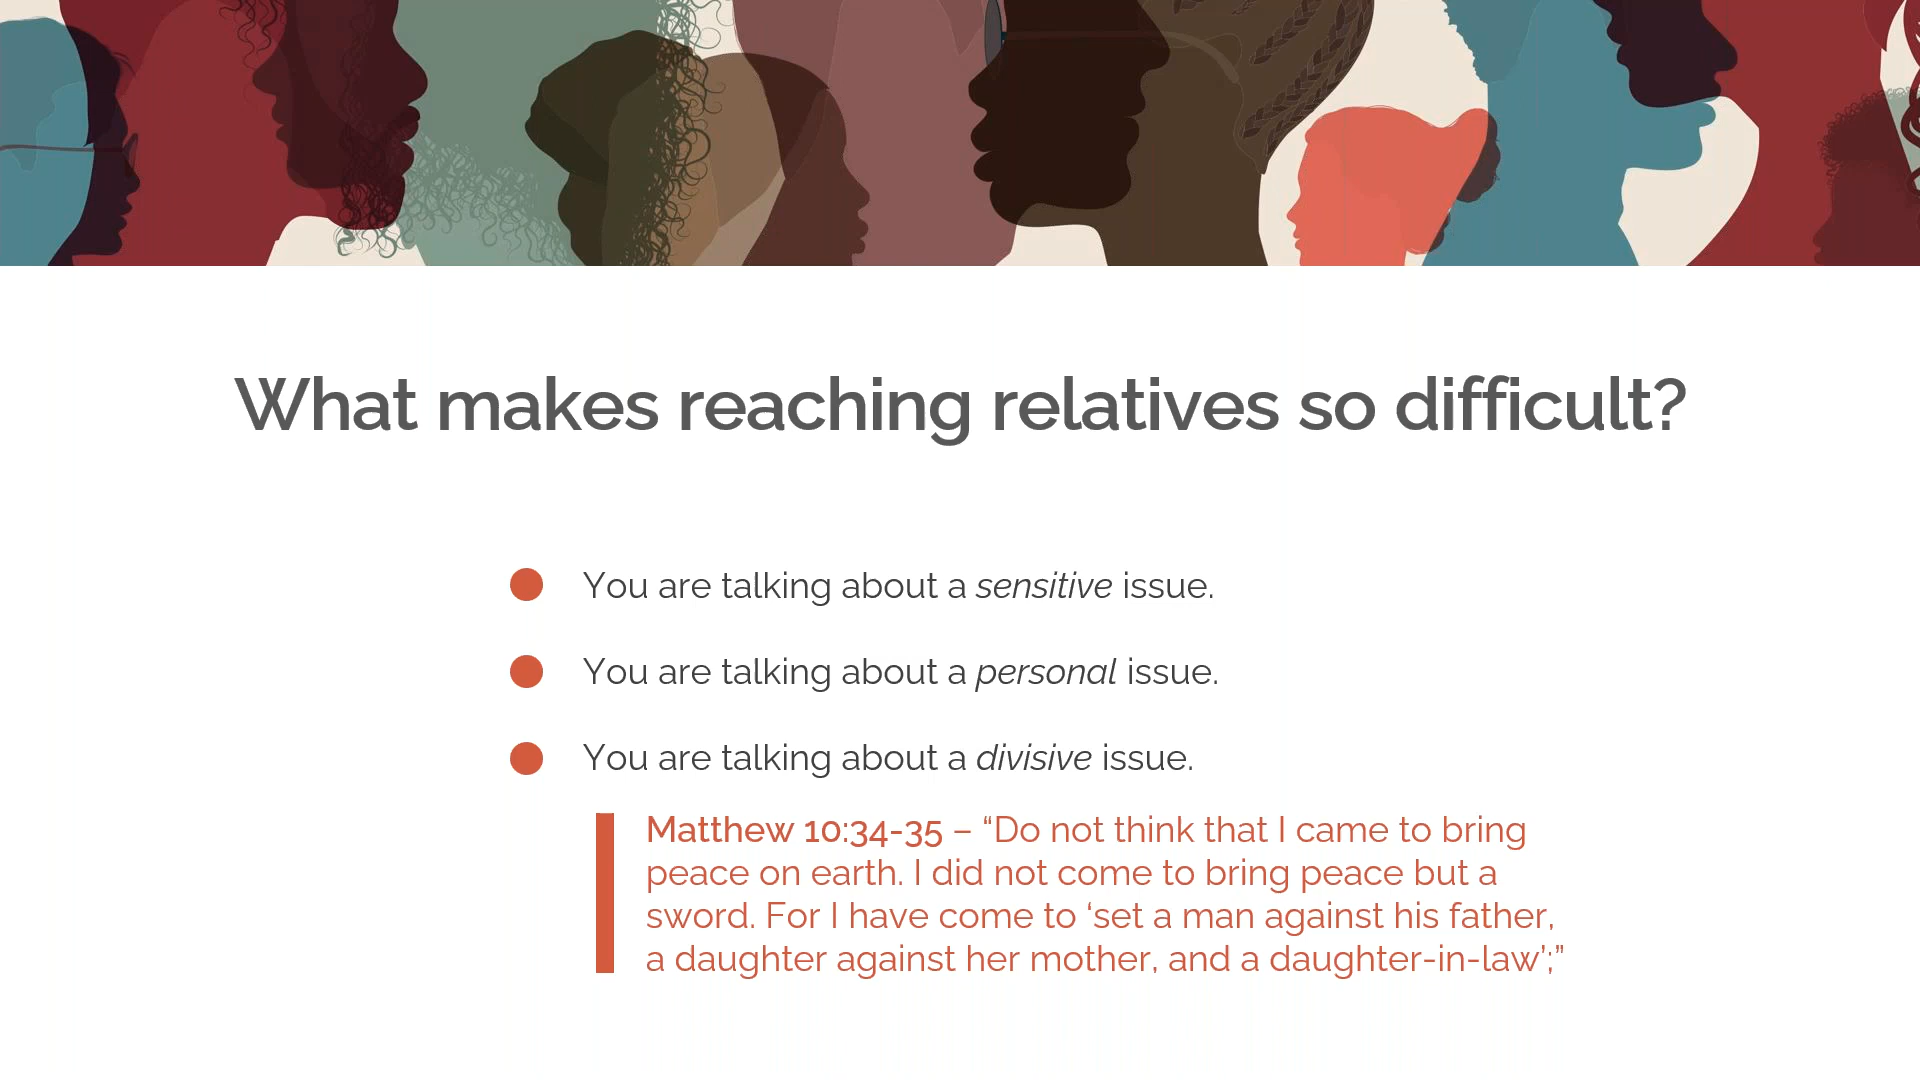 What makes reaching relatives so difficult?
You are talking about a sensitive issue.
You are talking about a personal issue.
You are talking about a divisive issue.
Matthew 10:34-35 – “Do not think that I came to bring
peace on earth. I did not come to bring peace but a
sword. For I have come to ‘set a man against his father,
a daughter against her mother, and a daughter-in-law’;”